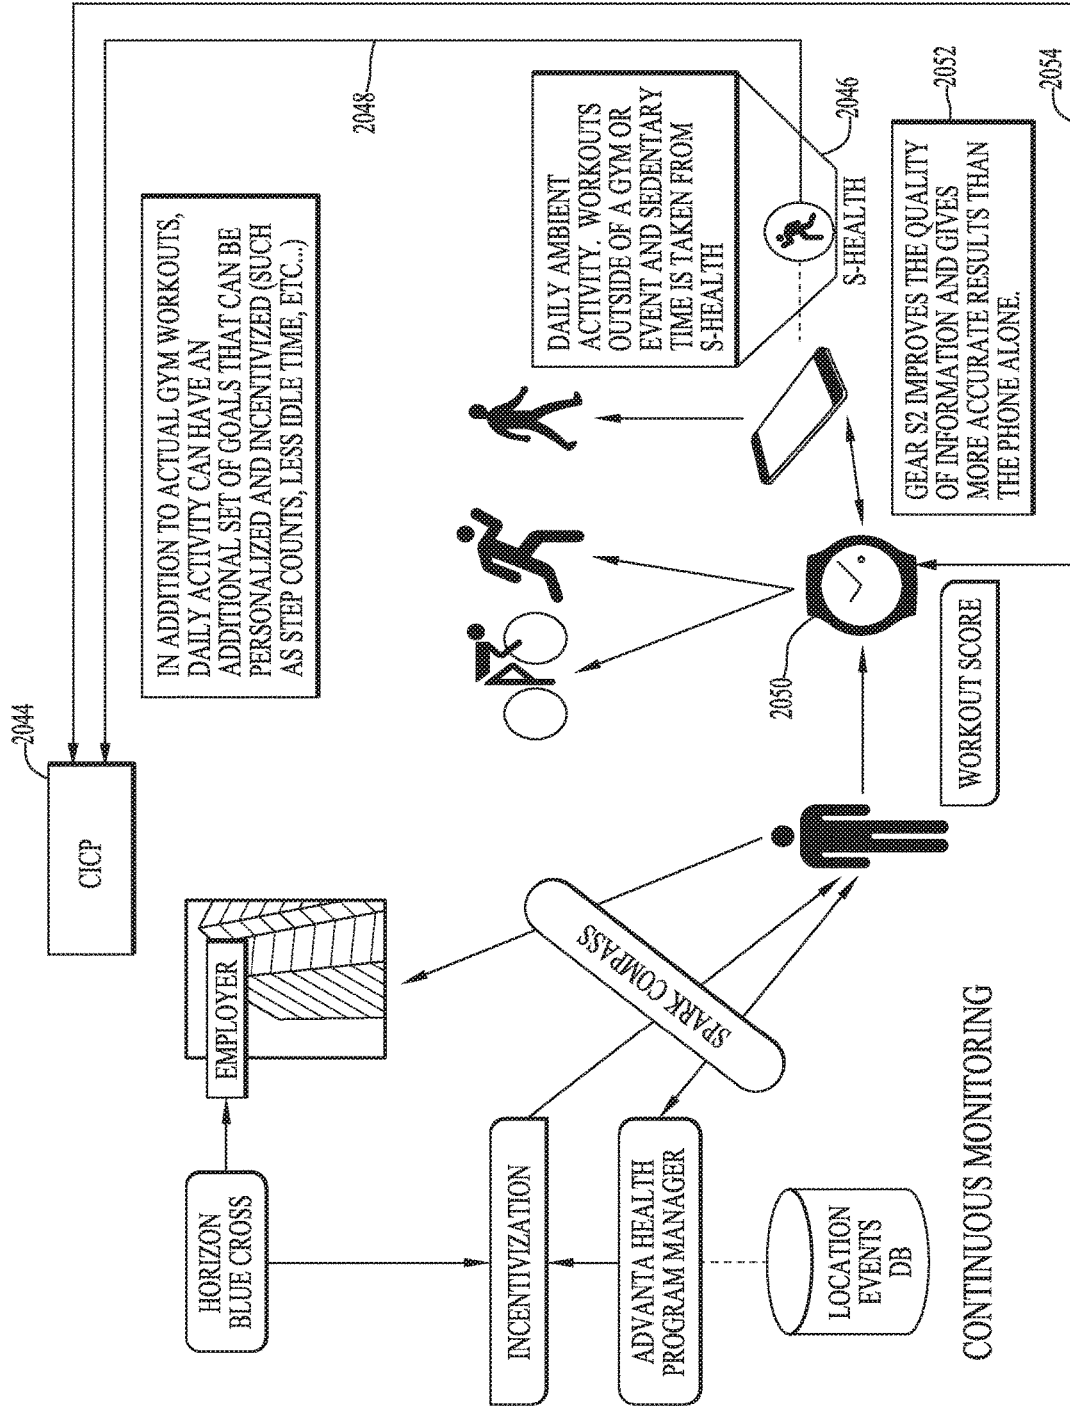 HORIZON
BLUE CROSS
EMPLOYER
CICP
2044
INCENTIVIZATION
ADVANTA HEALTH
PROGRAM MANAGER
LOCATION
EVENTS
DB
SPARK COMPASS
IN ADDITION TO ACTUAL GYM WORKOUTS,
DAILY ACTIVITY CAN HAVE AN
ADDITIONAL SET OF GOALS THAT CAN BE
PERSONALIZED AND INCENTIVIZED (SUCH
AS STEP COUNTS, LESS IDLE TIME, ETC...)
2048
DAILY AMBIENT
ACTIVITY. WORKOUTS
OUTSIDE OF A GYM OR
EVENT AND SEDENTARY
TIME IS TAKEN FROM
S-HEALTH
2046
S-HEALTH
2050
WORKOUT SCORE
GEAR S2 IMPROVES THE QUALITY
OF INFORMATION AND GIVES
MORE ACCURATE RESULTS THAN
THE PHONE ALONE.
2052
2054
CONTINUOUS MONITORING